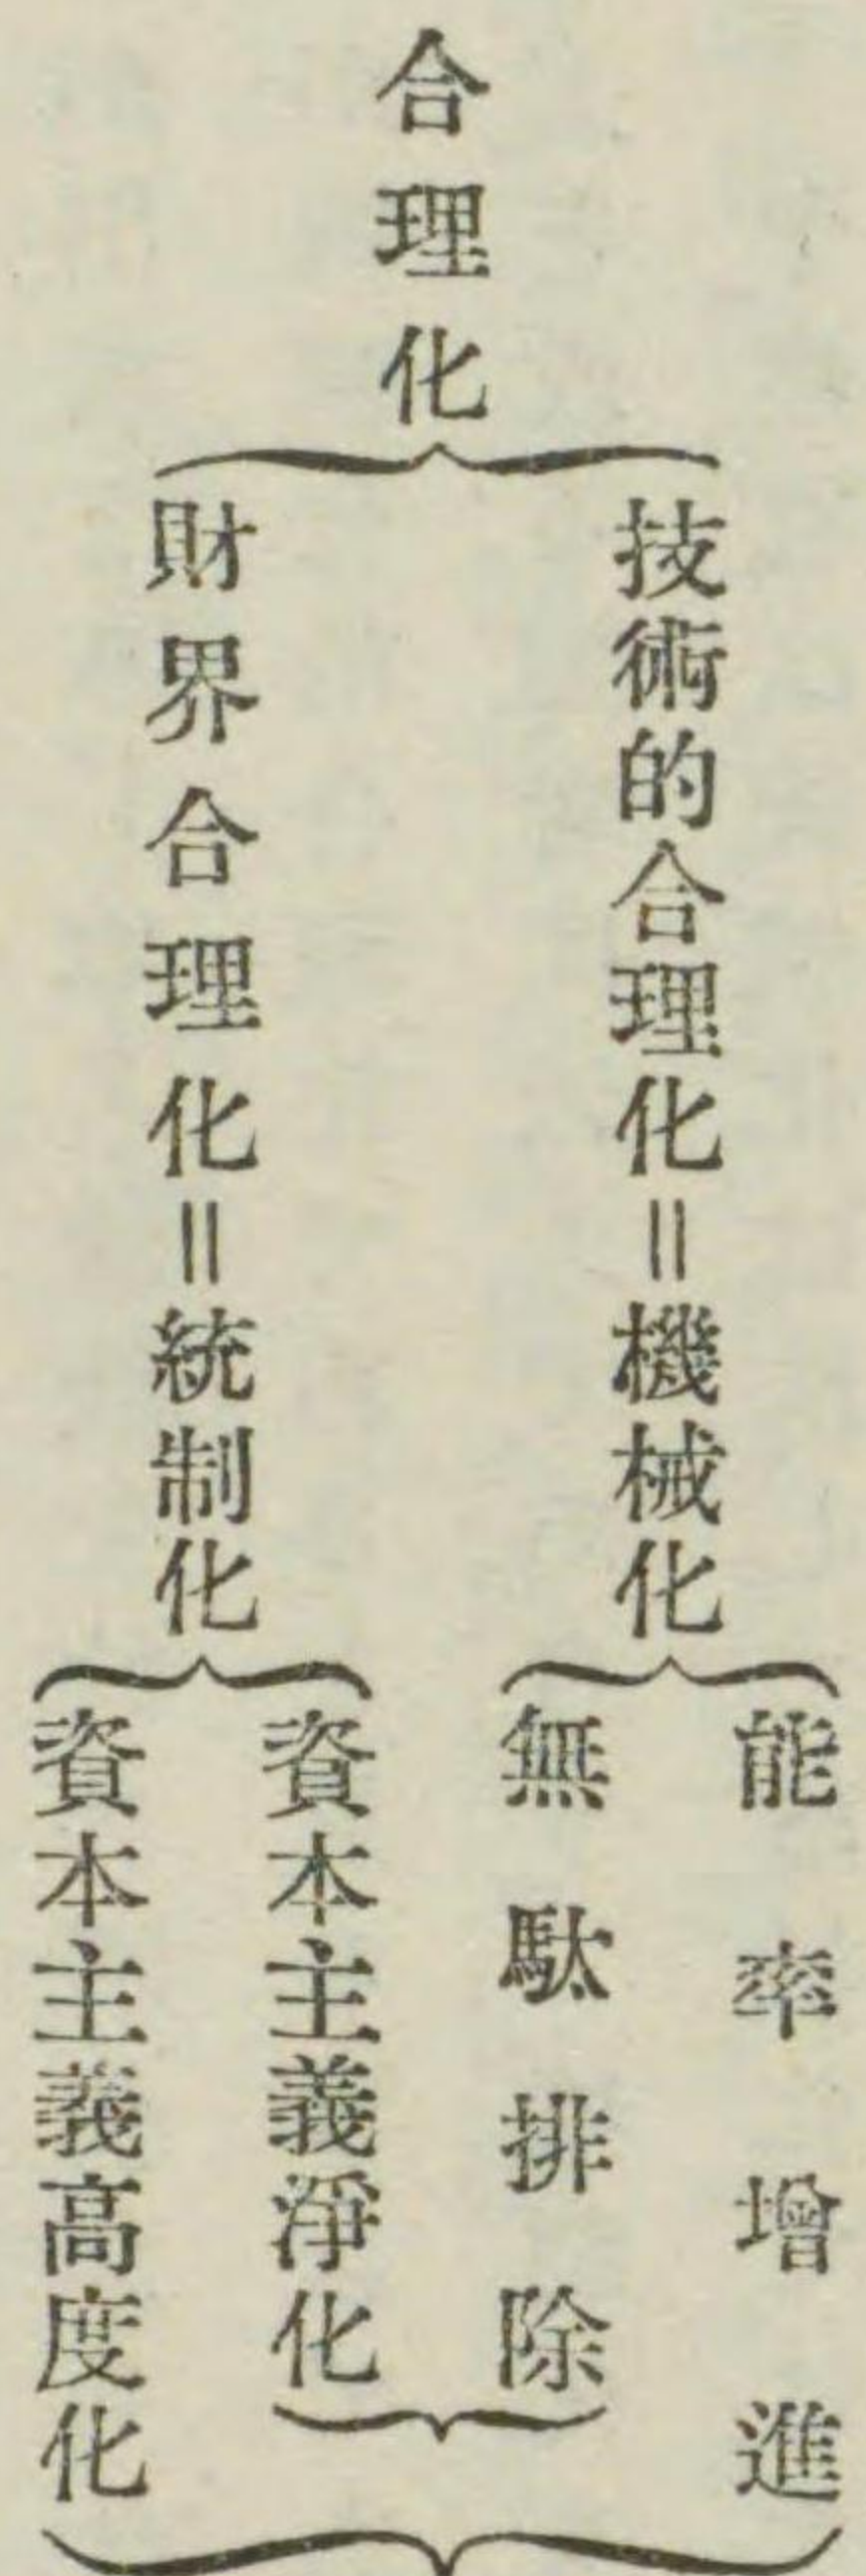 合理化
技術的合理化=機械化
能率增進
無駄排除
財界合理化=統制化
資本主義淨化
資本主義高度化